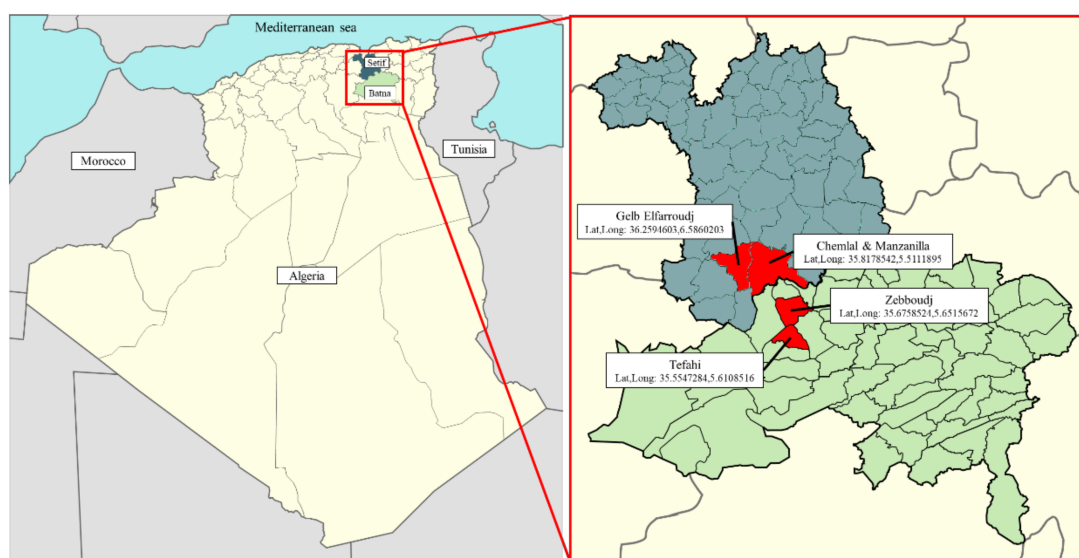 Mediterranean sea
Setif
Batna
Morocco
Tunisia
Algeria
Gelb Elfarroudj
Lat,Long: 36.2594603,6.5860203
Chemlal & Manzanilla
Lat,Long: 35.8178542,5.5111895
Zebboudj
Lat,Long: 35.6758524,5.6515672
Tefahi
Lat,Long: 35.5547284,5.6108516